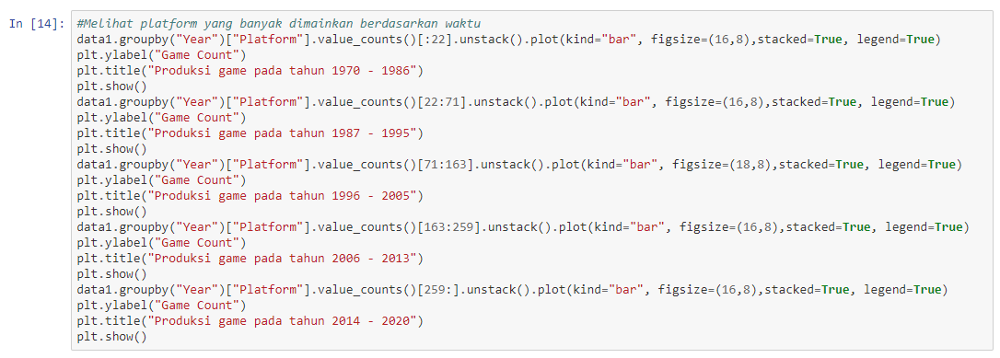 In [14]: #Melihat platform yang banyak dimainkan berdasarkan waktu
data1.groupby("Year")["Platform"].value_counts()[:22].unstack().plot(kind="bar", figsize=(16,8),stacked=True, legend=True)
plt.ylabel("Game Count")
plt.title("Produksi game pada tahun 1970 - 1986")
plt.show()
data1.groupby("Year")["Platform"].value_counts()[22:71].unstack().plot(kind="bar", figsize=(16,8),stacked=True, legend=True)
plt.ylabel("Game Count")
plt.title("Produksi game pada tahun 1987 - 1995")
plt.show()
data1.groupby("Year")["Platform"].value_counts()[71:163].unstack().plot(kind="bar", figsize=(18,8),stacked=True, legend=True)
plt.ylabel("Game Count")
plt.title("Produksi game pada tahun 1996 - 2005")
plt.show()
data1.groupby("Year")["Platform"].value_counts()[163:259].unstack().plot(kind="bar", figsize=(16,8),stacked=True, legend=True)
plt.ylabel("Game Count")
plt.title("Produksi game pada tahun 2006 - 2013")
plt.show()
data1.groupby("Year")["Platform"].value_counts()[259:].unstack().plot(kind="bar", figsize=(16,8),stacked=True, legend=True)
plt.ylabel("Game Count")
plt.title("Produksi game pada tahun 2014 - 2020")
plt.show()